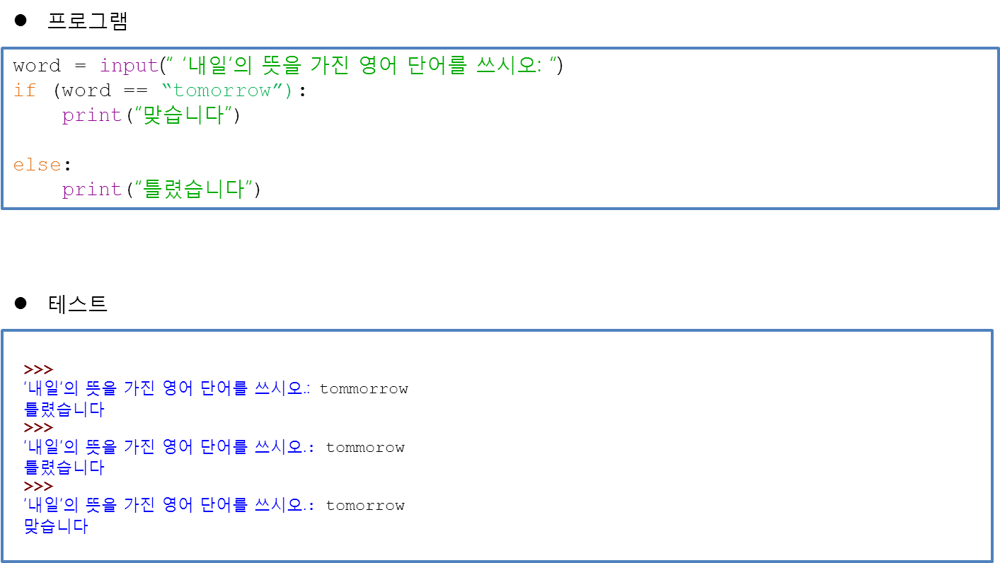 ● 프로그램
word = input(“ ‘내일‘의 뜻을 가진 영어 단어를 쓰시오: “)
if (word == “tomorrow”):
    print(“맞습니다“)
else:
    print(“틀렸습니다“)
● 테스트
>>>
‘내일‘의 뜻을 가진 영어 단어를 쓰시오.: tommorrow
틀렸습니다
>>>
‘내일‘의 뜻을 가진 영어 단어를 쓰시오.: tommorow
틀렸습니다
>>>
‘내일‘의 뜻을 가진 영어 단어를 쓰시오.: tomorrow
맞습니다